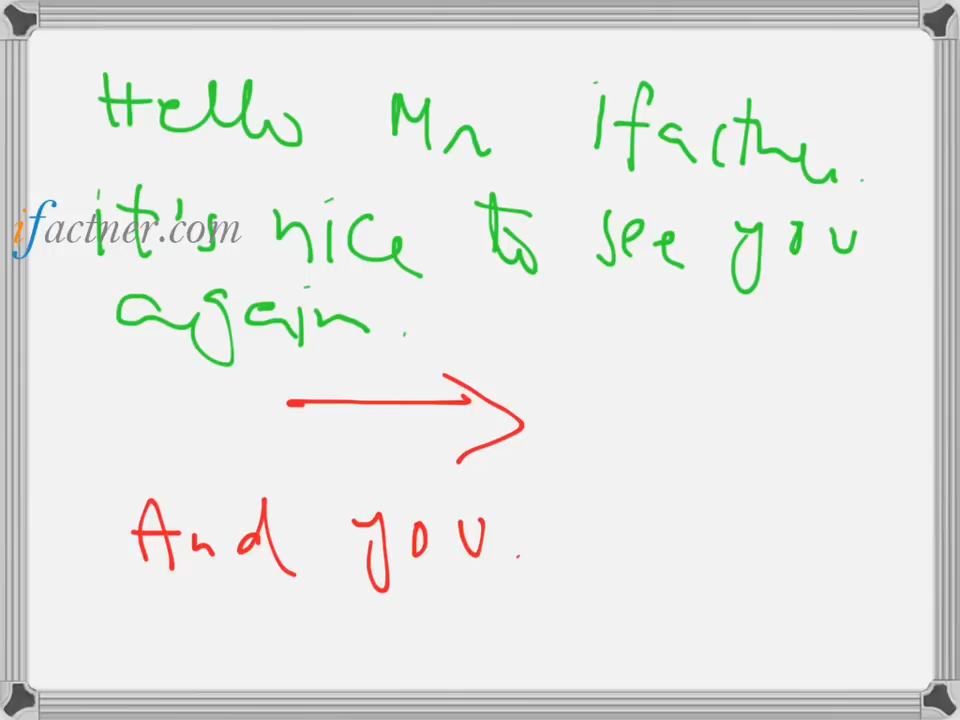 Hello Mr ifactner.
it's nice to see you
ifactner.com
again.
And you.